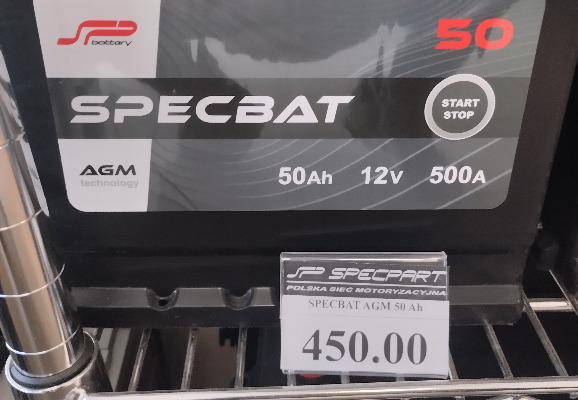 SP 50
battery
SPECBAT START
STOP
AGM
technology
50Ah 12V 500A
SP SPECPART
POLSKA SIEĆ MOTORYZACYJNA
SPECBAT AGM 50 Ah
450.00